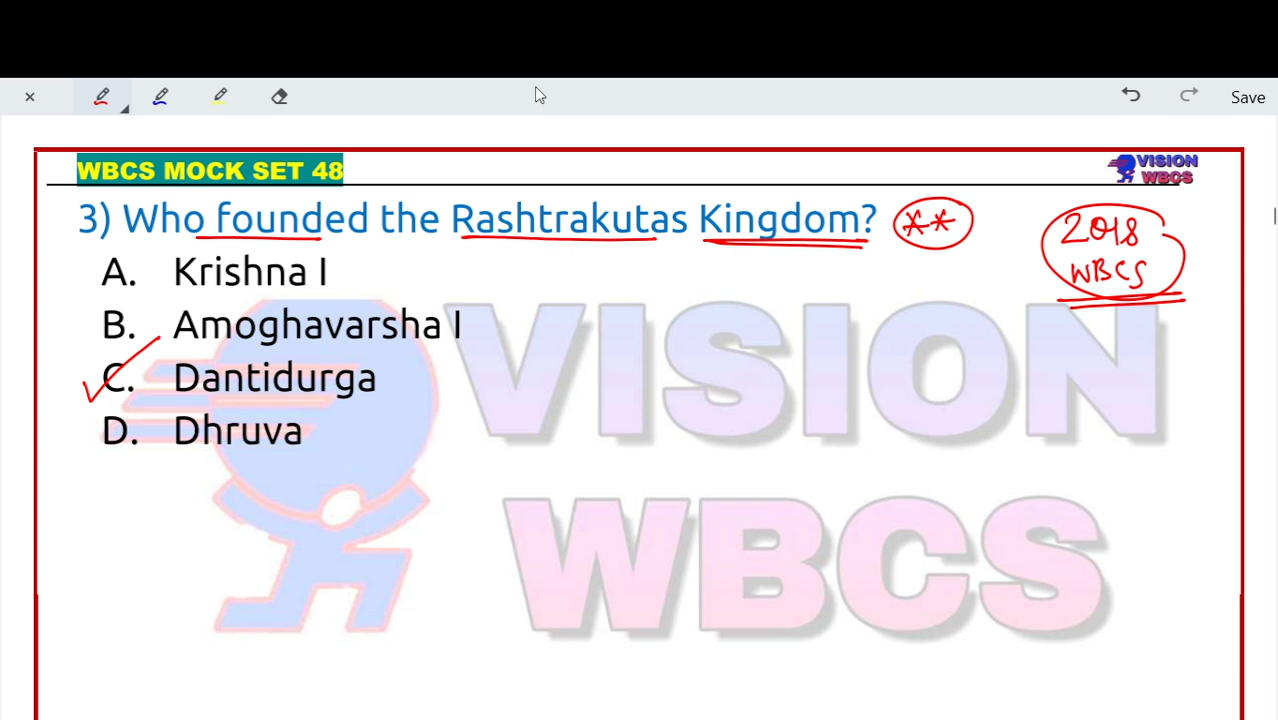 Save
WBCS MOCK SET 48
VISION
WBCS
3) Who founded the Rashtrakutas Kingdom? **
2018
WBCS
A. Krishna I
B. Amoghavarsha I
C. Dantidurga
D. Dhruva
VISION
WBCS